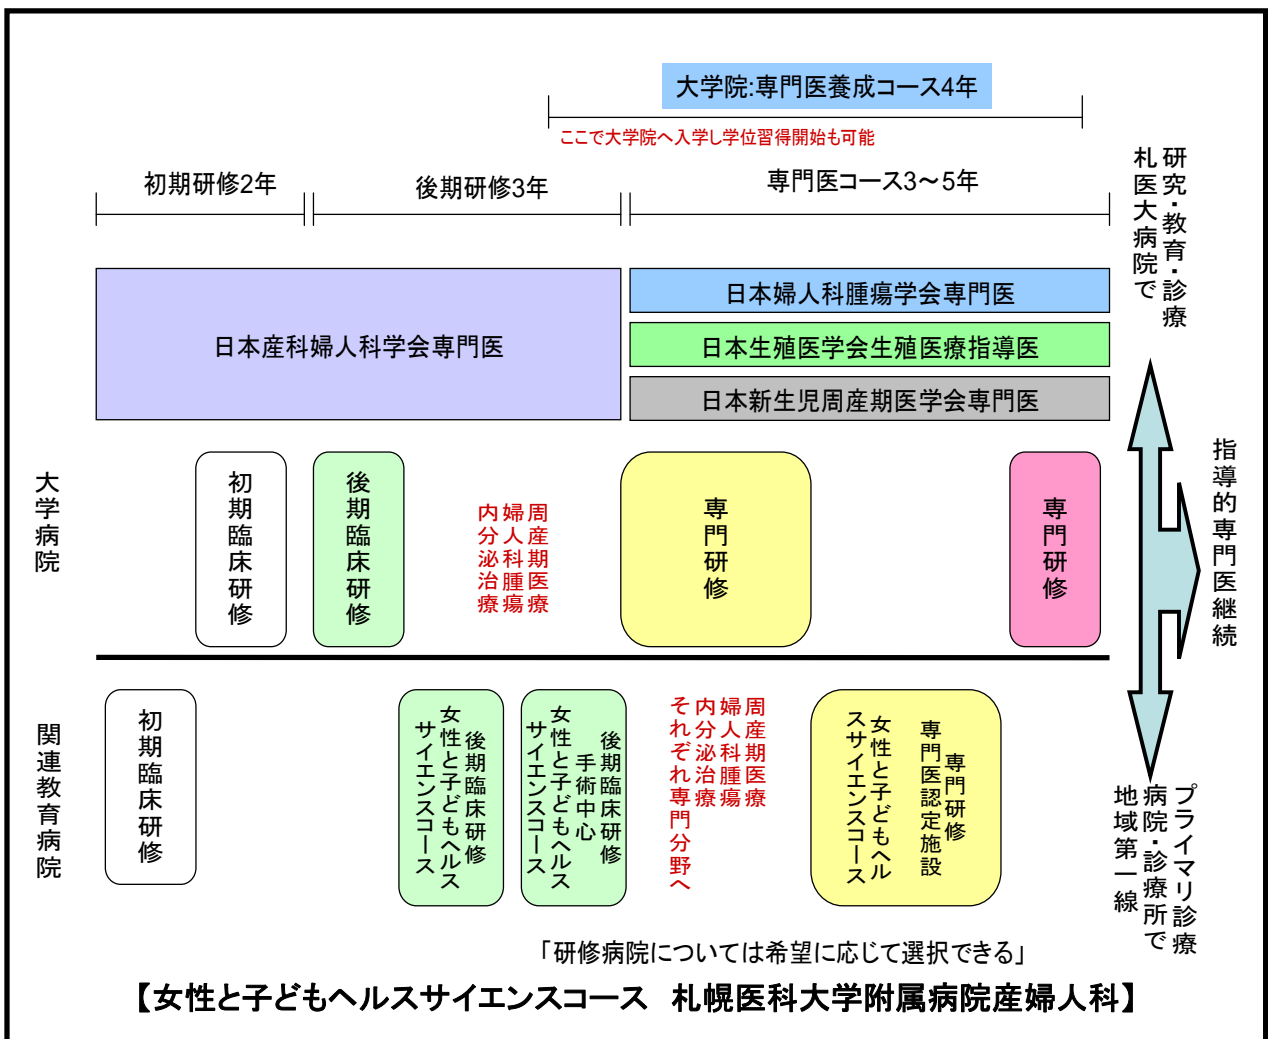 大学院:専門医養成コース4年
ここで大学院へ入学し学位習得開始も可能
初期研修2年
後期研修3年
専門医コース3～5年
研究・教育・診療
札医大病院で
日本産科婦人科学会専門医
日本婦人科腫瘍学会専門医
日本生殖医学会生殖医療指導医
日本新生児周産期医学会専門医
大学病院
初期臨床研修
後期臨床研修
周産期医療
婦人科腫瘍
内分泌治療
専門研修
専門研修
指導的専門医継続
関連教育病院
初期臨床研修
後期臨床研修
女性と子どもヘルス
サイエンスコース
後期臨床研修
手術中心
女性と子どもヘルス
サイエンスコース
周産期医療
婦人科腫瘍
内分泌治療
それぞれ専門分野へ
専門研修
専門医認定施設
女性と子どもヘル
スサイエンスコース
プライマリ診療
病院・診療所で
地域第一線
「研修病院については希望に応じて選択できる」
【女性と子どもヘルスサイエンスコース　札幌医科大学附属病院産婦人科】